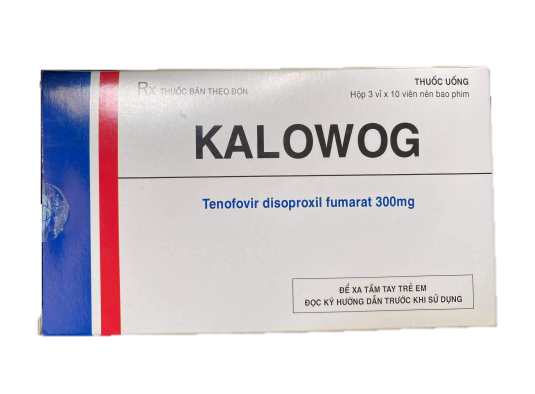 Rx THUỐC BÁN THEO ĐƠN
THUỐC UỐNG
Hộp 3 vỉ x 10 viên nén bao phim
KALOWOG
Tenofovir disoproxil fumarat 300mg
ĐỂ XA TẦM TAY TRẺ EM
ĐỌC KỸ HƯỚNG DẪN TRƯỚC KHI SỬ DỤNG